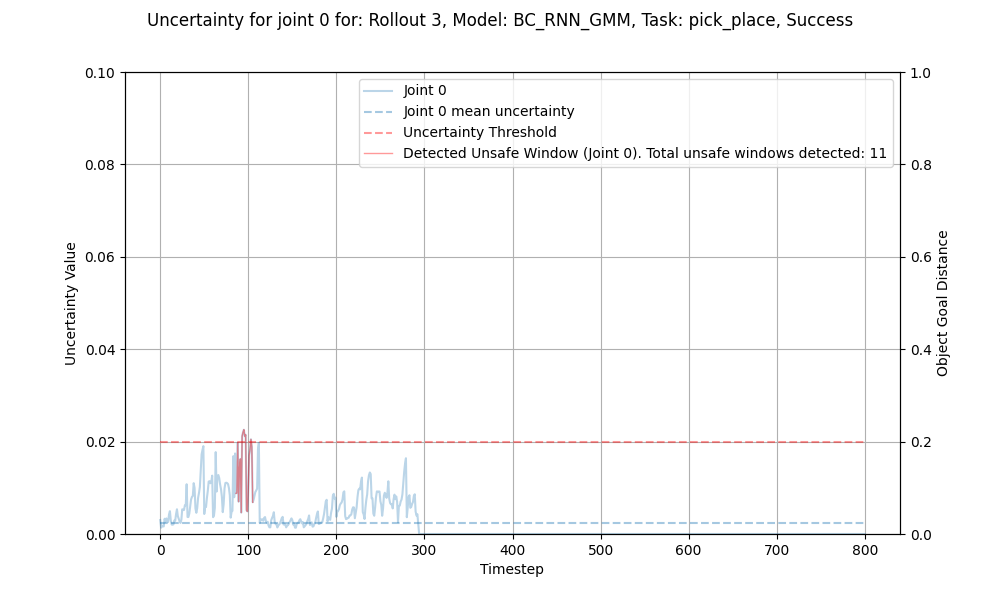 Uncertainty for joint 0 for: Rollout 3, Model: BC_RNN_GMM, Task: pick_place, Success
Joint 0
Joint 0 mean uncertainty
Uncertainty Threshold
Detected Unsafe Window (Joint 0). Total unsafe windows detected: 11
Uncertainty Value
0.10
0.08
0.06
0.04
0.02
0.00
1.0
0.8
0.6
0.4
0.2
0.0
Object Goal Distance
0 100 200 300 400 500 600 700 800
Timestep